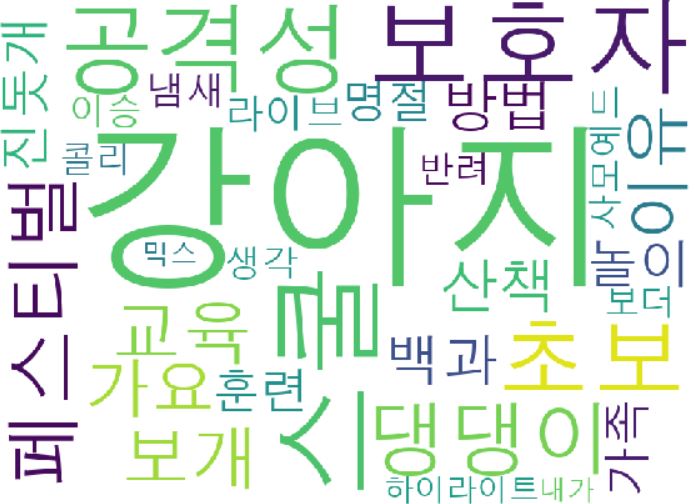 공격성
보호자
진돗개
이승
냄새
라이브
명절
방법
사모예드
이유
콜리
강아지
반려
페스티벌
믹스
생각
산책
놀이
보더
스쿨
교육
백과
초보
가요
훈련
보개
댕댕이
가족
하이라이트
내가